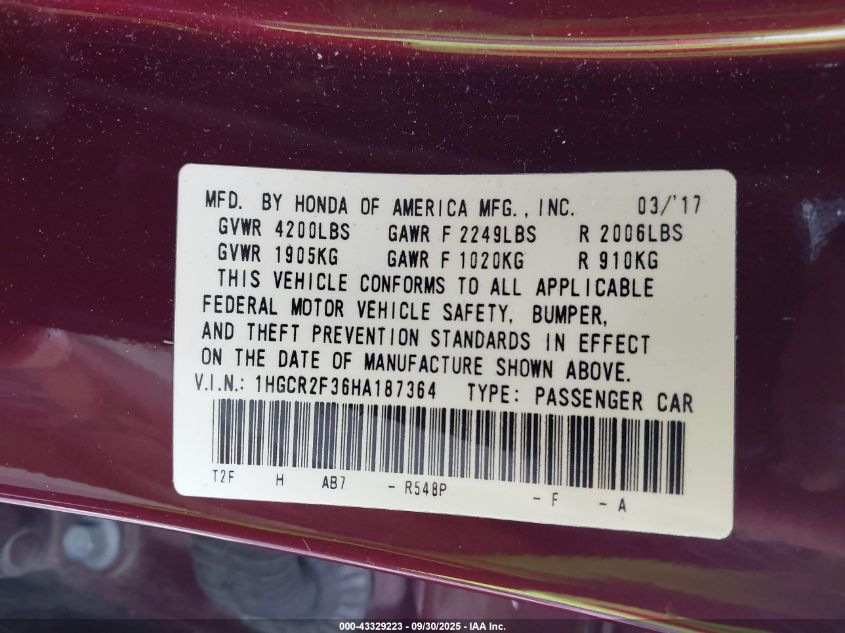 MFD. BY HONDA OF AMERICA MFG., INC. 03/'17
GVWR 4200LBS GAWR F 2249LBS R 2006LBS
GVWR 1905KG GAWR F 1020KG R 910KG
THIS VEHICLE CONFORMS TO ALL APPLICABLE
FEDERAL MOTOR VEHICLE SAFETY, BUMPER,
AND THEFT PREVENTION STANDARDS IN EFFECT
ON THE DATE OF MANUFACTURE SHOWN ABOVE.
V.I.N.: 1HGCR2F36HA187364 TYPE: PASSENGER CAR
T2F H AB7 - R548P - F - A
000-43329223 - 09/30/2025 - IAA Inc.